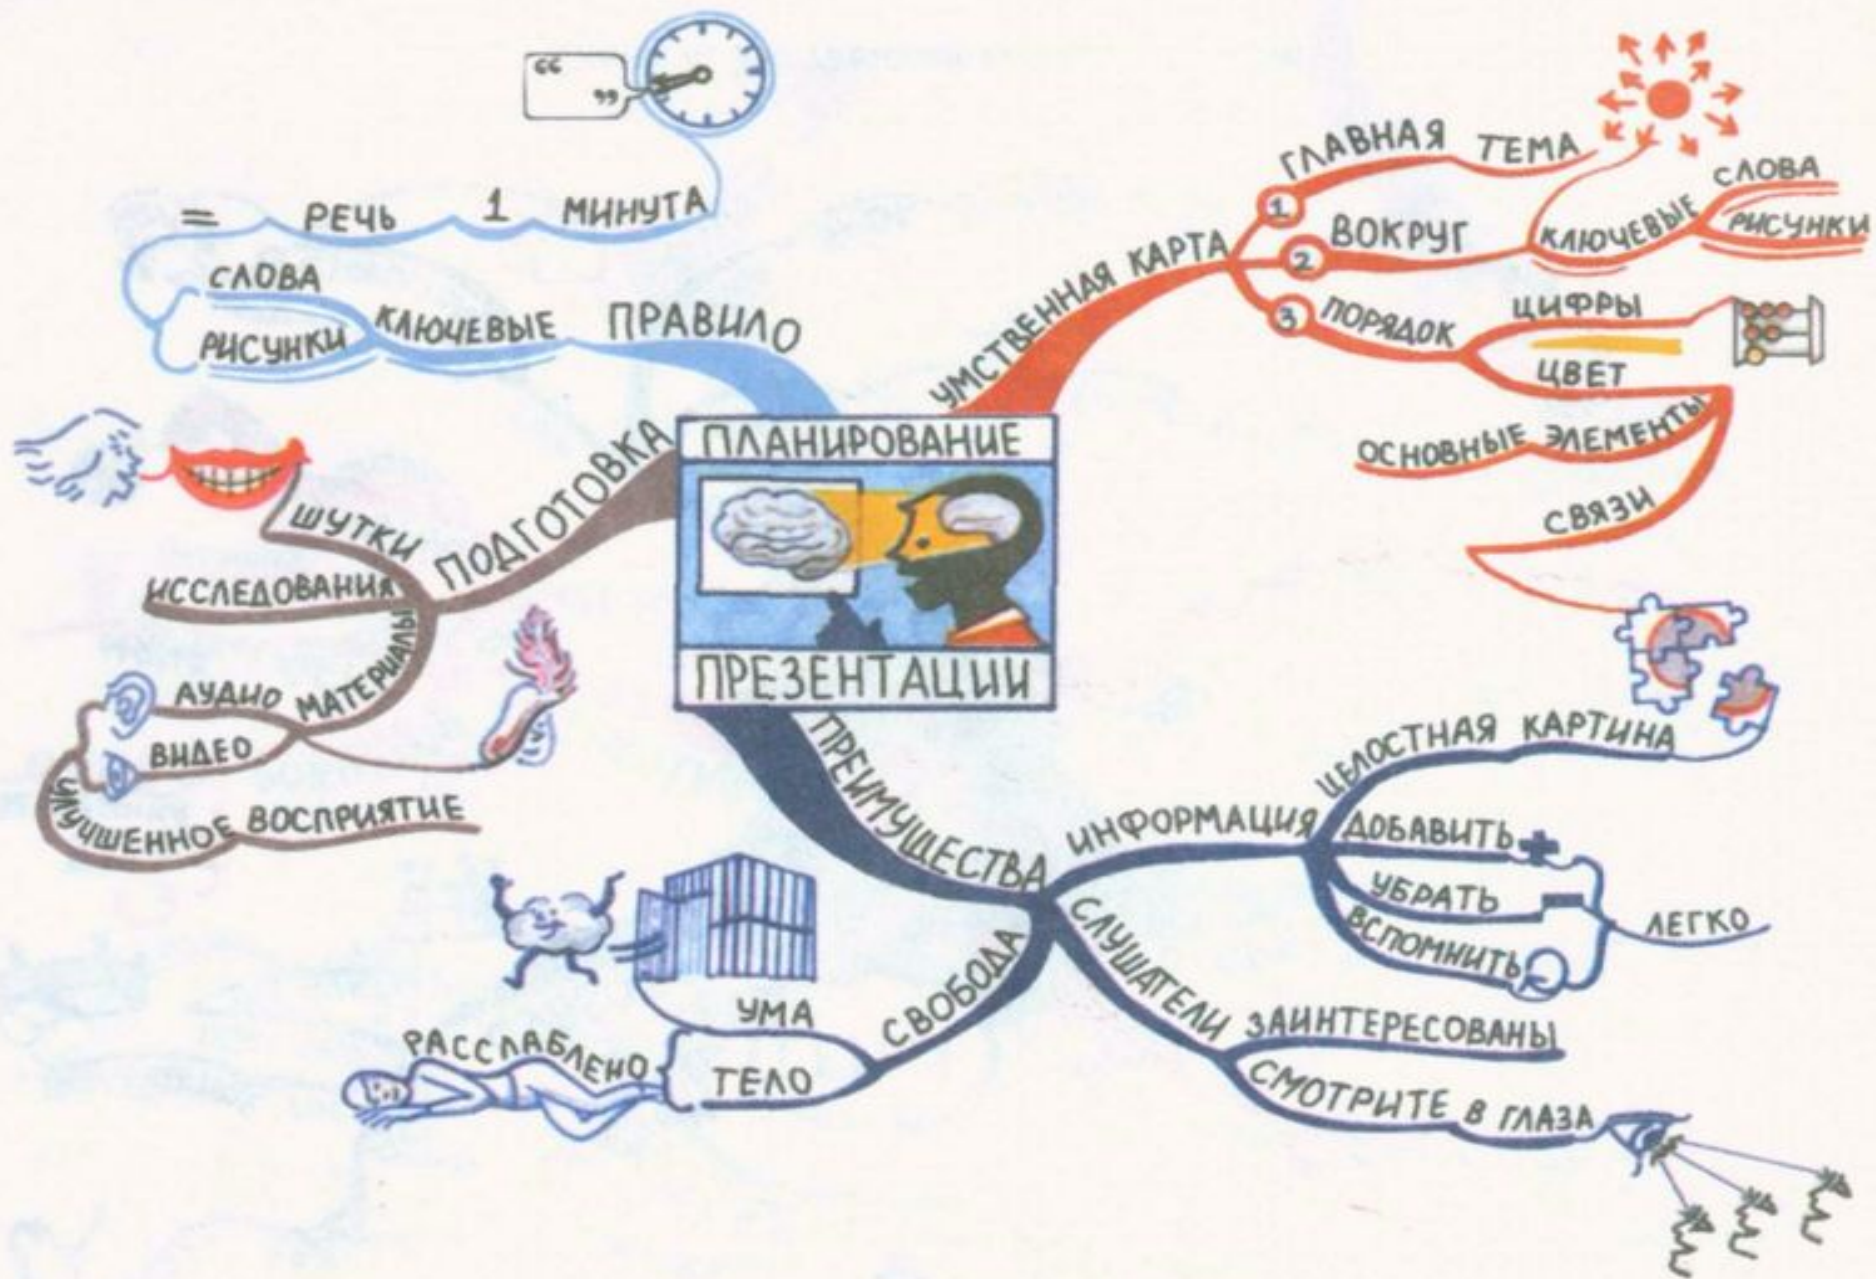 ПЛАНИРОВАНИЕ
ПРЕЗЕНТАЦИИ
УМСТВЕННАЯ КАРТА
1
ГЛАВНАЯ ТЕМА
2
ВОКРУГ
КЛЮЧЕВЫЕ
СЛОВА
РИСУНКИ
3
ПОРЯДОК
ЦИФРЫ
ЦВЕТ
ОСНОВНЫЕ ЭЛЕМЕНТЫ
СВЯЗИ
ПРЕИМУЩЕСТВА
ИНФОРМАЦИЯ
ЦЕЛОСТНАЯ КАРТИНА
ДОБАВИТЬ +
УБРАТЬ -
ВСПОМНИТЬ
ЛЕГКО
СЛУШАТЕЛИ
ЗАИНТЕРЕСОВАНЫ
СМОТРИТЕ В ГЛАЗА
СВОБОДА
УМА
ТЕЛО
РАССЛАБЛЕНО
ПОДГОТОВКА
ШУТКИ
ИССЛЕДОВАНИЯ
МАТЕРИАЛЫ
АУДИО
ВИДЕО
УЛУЧШЕННОЕ ВОСПРИЯТИЕ
ПРАВИЛО
КЛЮЧЕВЫЕ
СЛОВА
РИСУНКИ
= РЕЧЬ 1 МИНУТА
“ ”